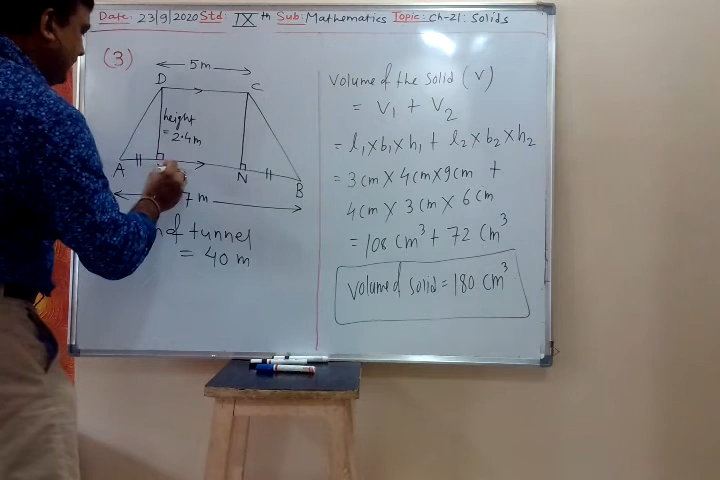 Date: 23/9/2020 Std: IXth Sub: Mathematics Topic: Ch-21: Solids
(3)
5 m
D
C
height
= 2.4 m
A
N
B
7 m
of tunnel
= 40 m
Volume of the solid (V)
= V1 + V2
= l1 x b1 x h1 + l2 x b2 x h2
= 3 cm x 4 cm x 9 cm +
4 cm x 3 cm x 6 cm
= 108 cm³ + 72 cm³
Volume of solid = 180 cm³